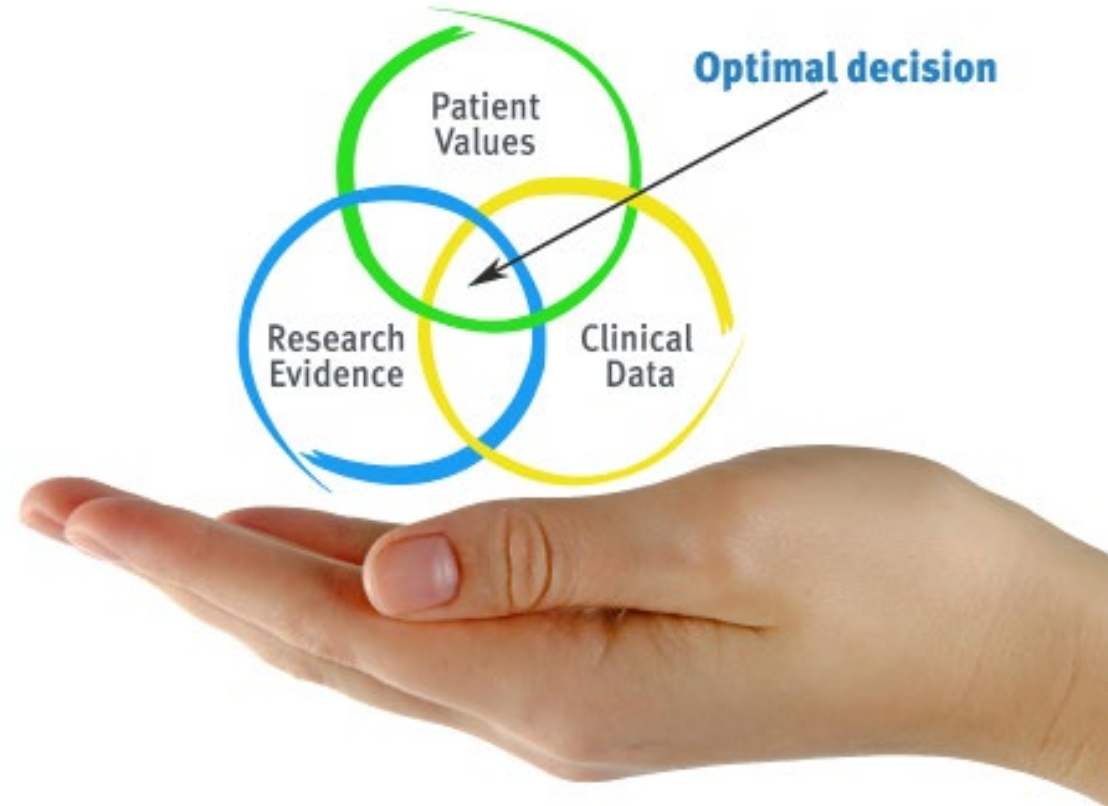 Optimal decision
Patient
Values
Research
Evidence
Clinical
Data